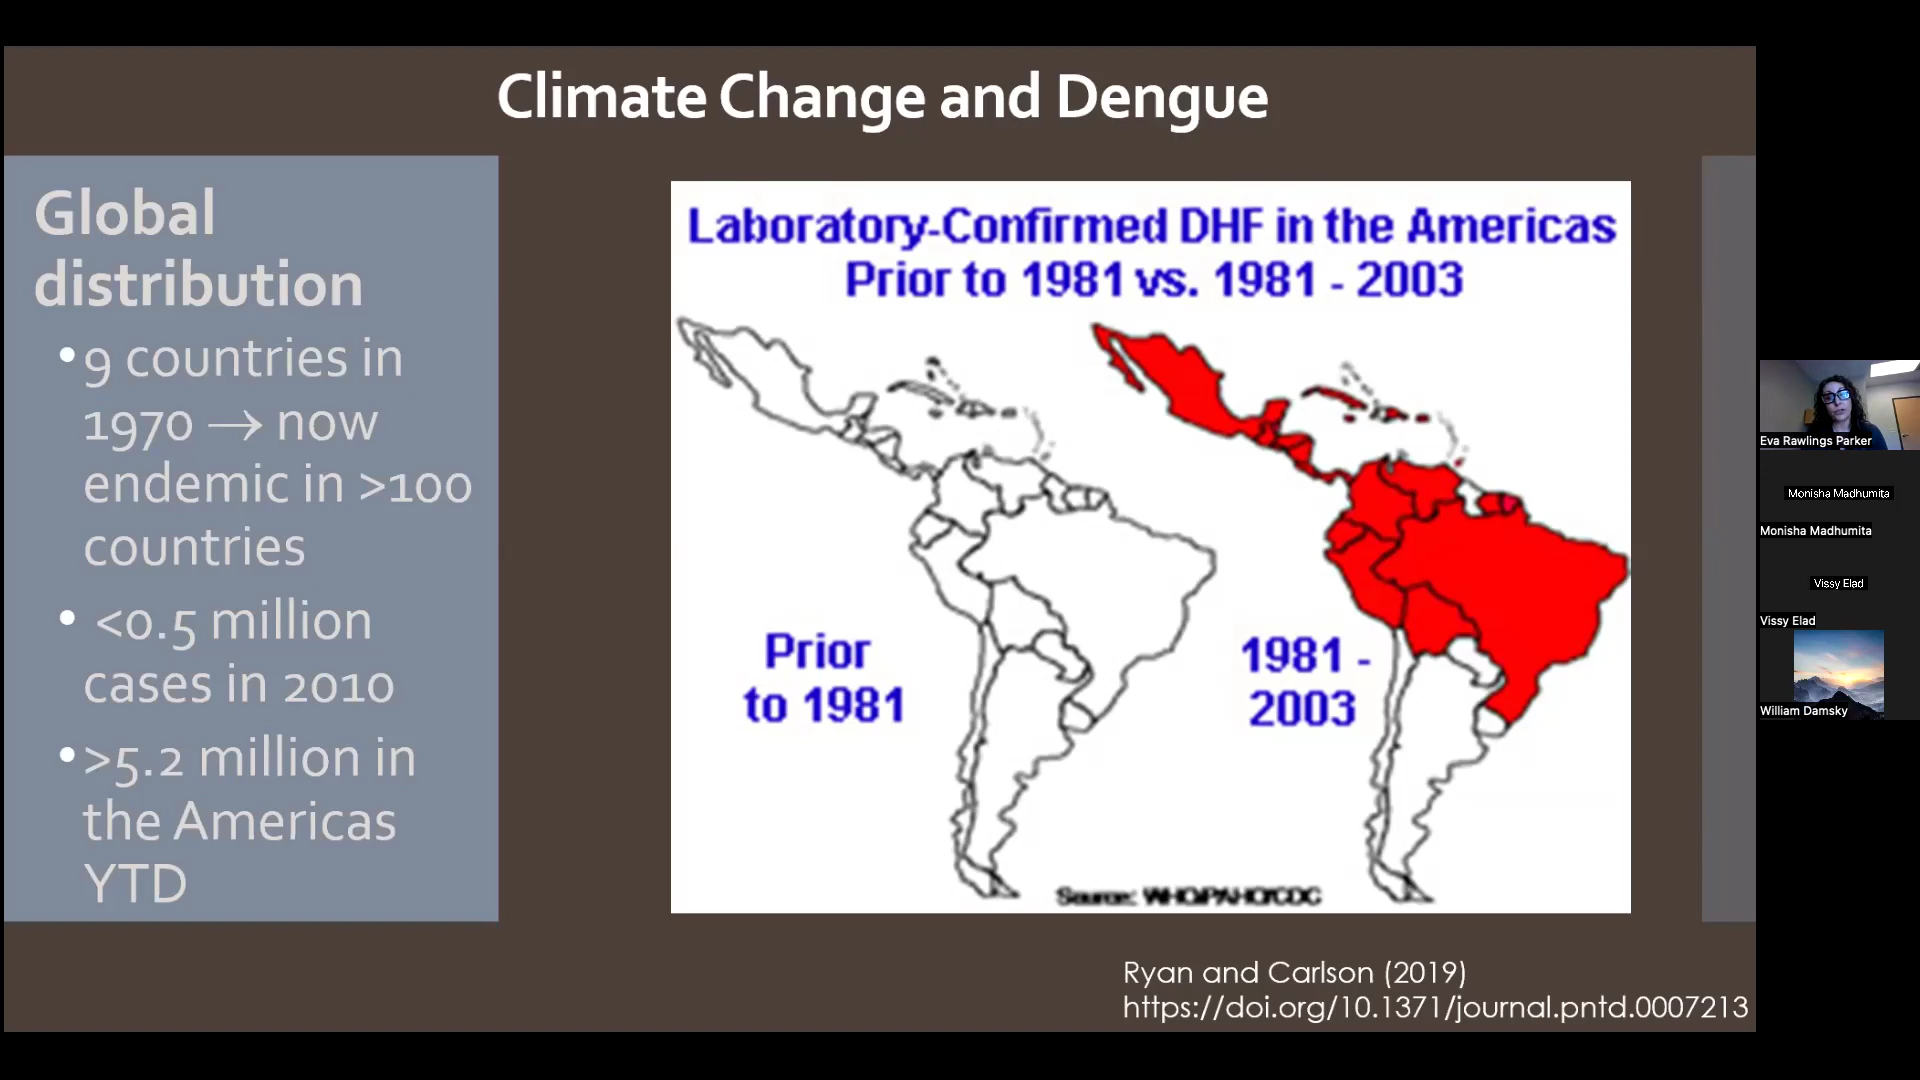 Climate Change and Dengue
Global
distribution
•9 countries in
1970 → now
endemic in >100
countries
• <0.5 million
cases in 2010
•>5.2 million in
the Americas
YTD
Laboratory-Confirmed DHF in the Americas
Prior to 1981 vs. 1981 - 2003
Prior
to 1981
1981 -
2003
Source: WHO/PAHO/CDC
Ryan and Carlson (2019)
https://doi.org/10.1371/journal.pntd.0007213
Eva Rawlings Parker
Monisha Madhumita
Monisha Madhumita
Vissy Elad
Vissy Elad
William Damsky